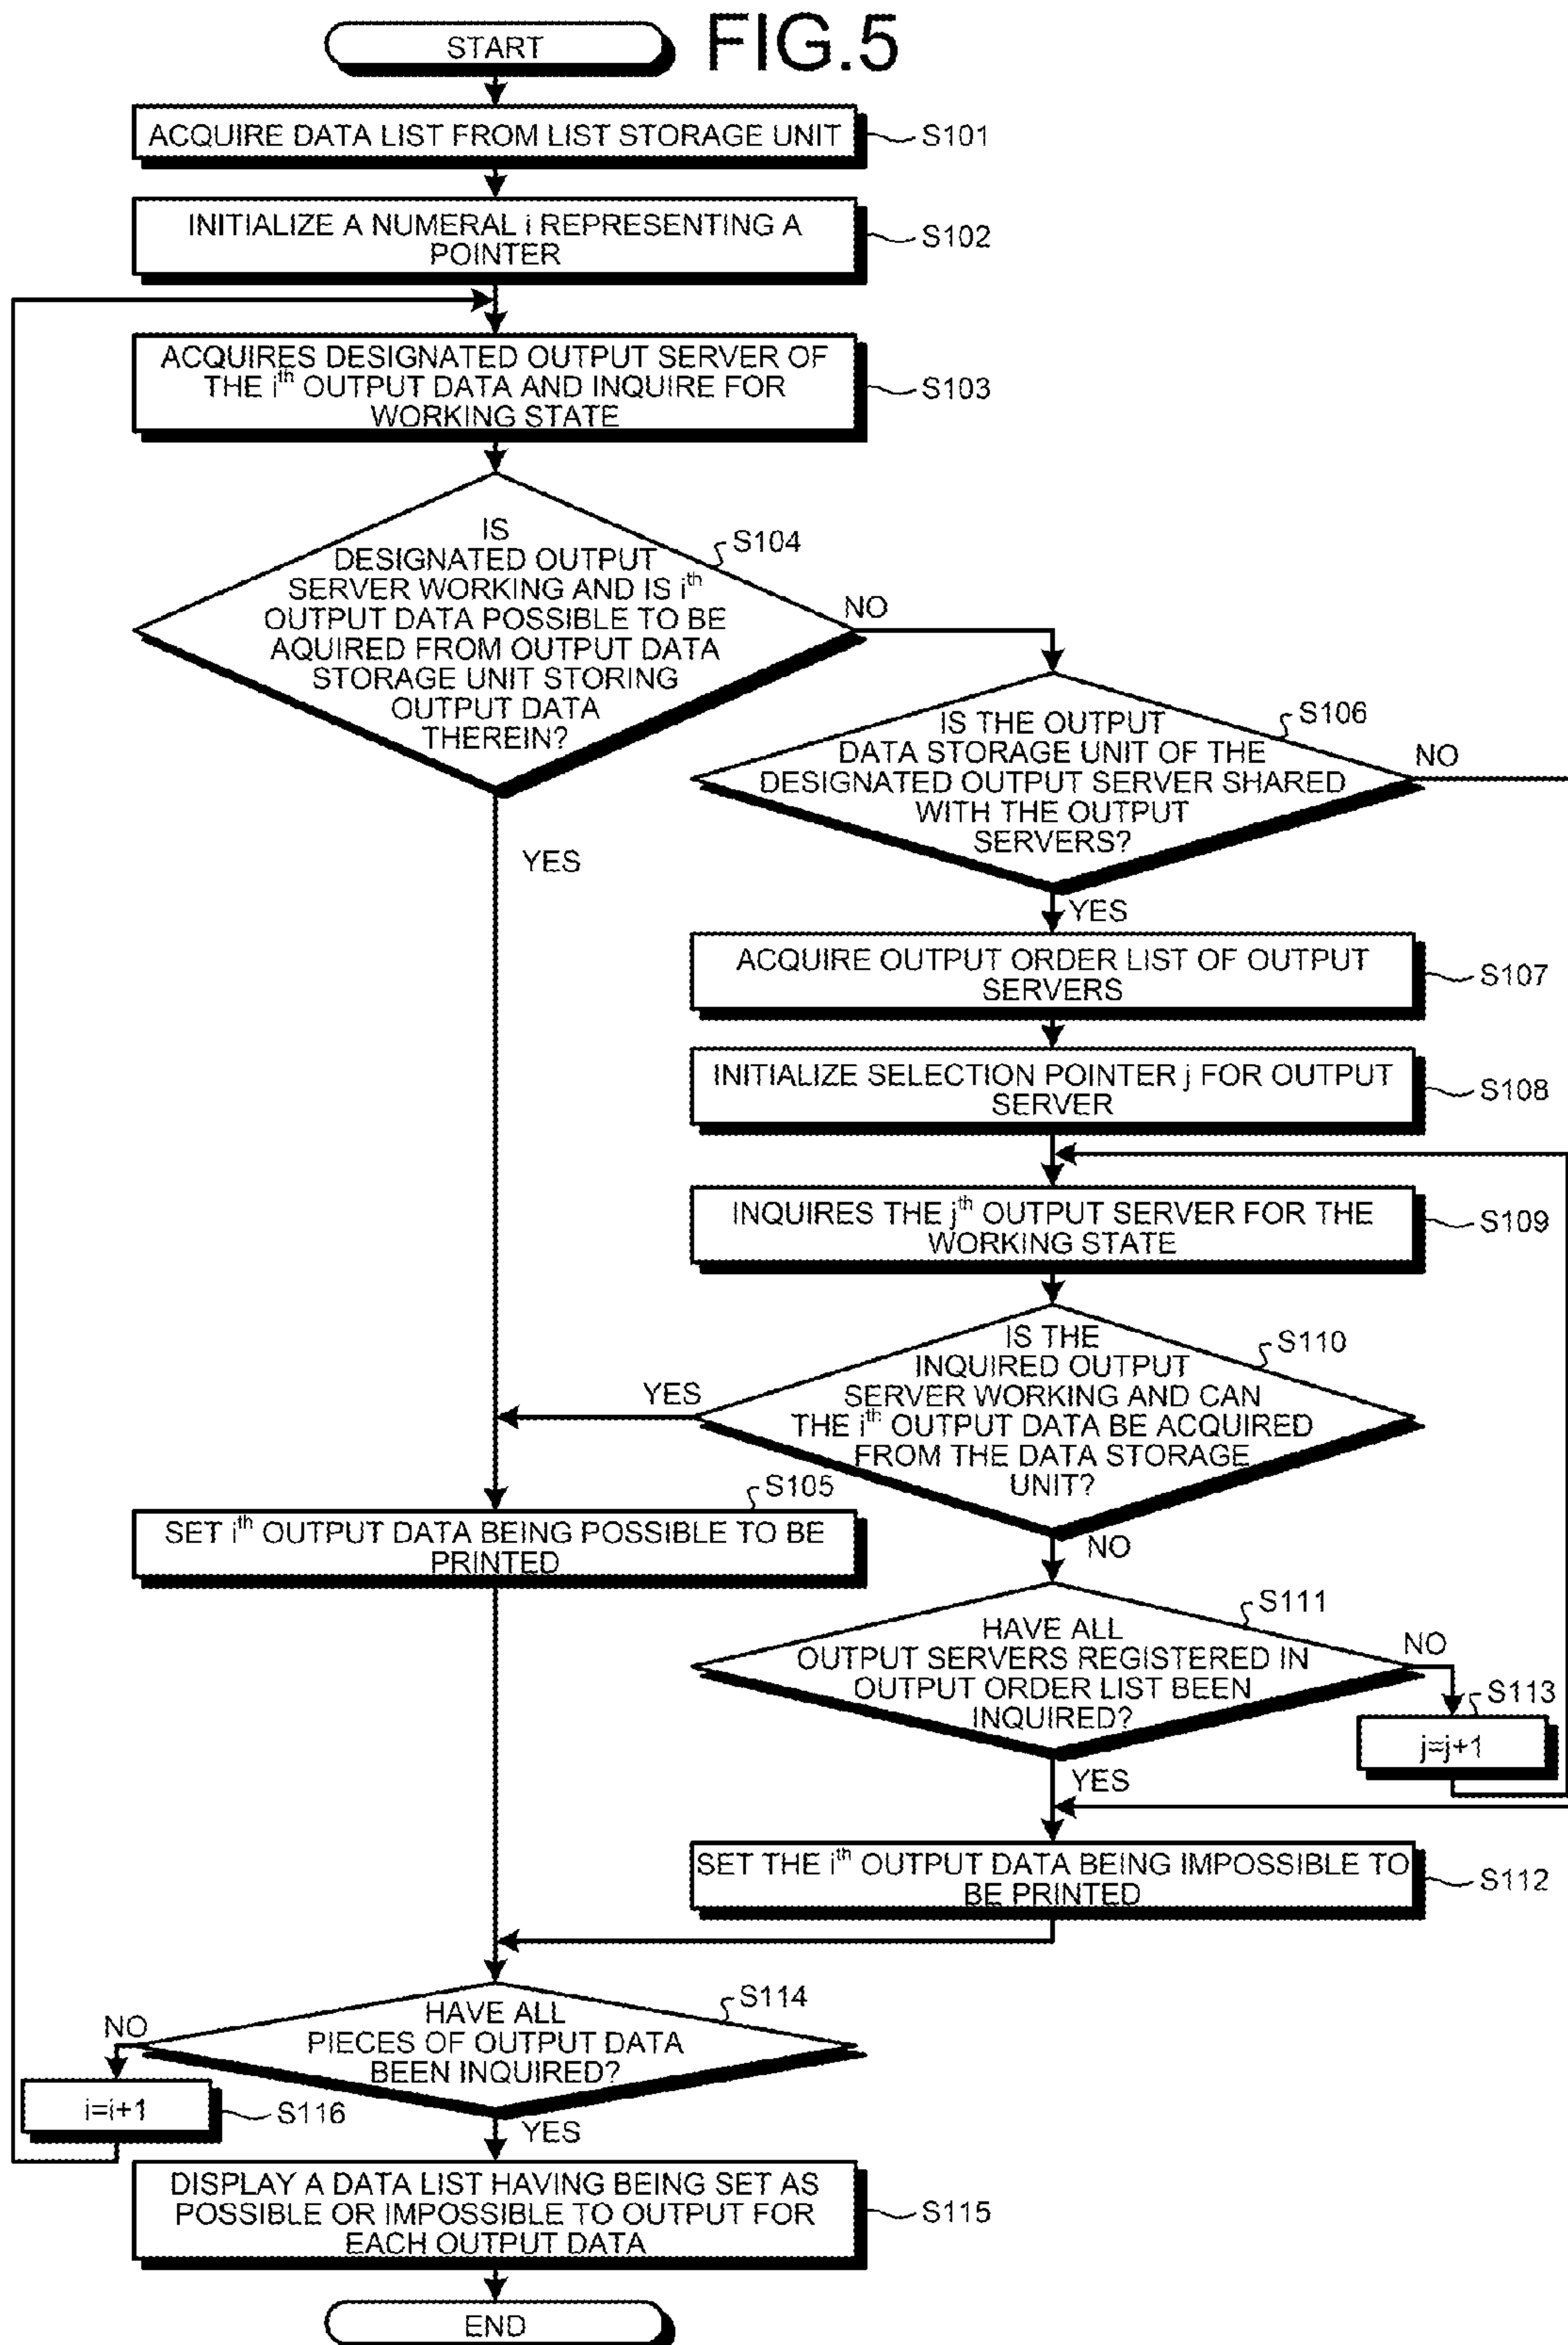 FIG.5
START
ACQUIRE DATA LIST FROM LIST STORAGE UNIT
S101
INITIALIZE A NUMERAL i REPRESENTING A
POINTER
S102
ACQUIRES DESIGNATED OUTPUT SERVER OF
THE ith OUTPUT DATA AND INQUIRE FOR
WORKING STATE
S103
IS
DESIGNATED OUTPUT
SERVER WORKING AND IS ith
OUTPUT DATA POSSIBLE TO BE
AQUIRED FROM OUTPUT DATA
STORAGE UNIT STORING
OUTPUT DATA
THEREIN?
S104
NO
YES
IS THE OUTPUT
DATA STORAGE UNIT OF THE
DESIGNATED OUTPUT SERVER SHARED
WITH THE OUTPUT
SERVERS?
S106
NO
YES
ACQUIRE OUTPUT ORDER LIST OF OUTPUT
SERVERS
S107
INITIALIZE SELECTION POINTER j FOR OUTPUT
SERVER
S108
INQUIRES THE jth OUTPUT SERVER FOR THE
WORKING STATE
S109
IS THE
INQUIRED OUTPUT
SERVER WORKING AND CAN
THE ith OUTPUT DATA BE ACQUIRED
FROM THE DATA STORAGE
UNIT?
S110
YES
NO
S105
SET ith OUTPUT DATA BEING POSSIBLE TO BE
PRINTED
HAVE ALL
OUTPUT SERVERS REGISTERED IN
OUTPUT ORDER LIST BEEN
INQUIRED?
S111
NO
S113
j=j+1
YES
SET THE ith OUTPUT DATA BEING IMPOSSIBLE TO
BE PRINTED
S112
HAVE ALL
PIECES OF OUTPUT DATA
BEEN INQUIRED?
S114
NO
i=i+1
S116
YES
DISPLAY A DATA LIST HAVING BEING SET AS
POSSIBLE OR IMPOSSIBLE TO OUTPUT FOR
EACH OUTPUT DATA
S115
END